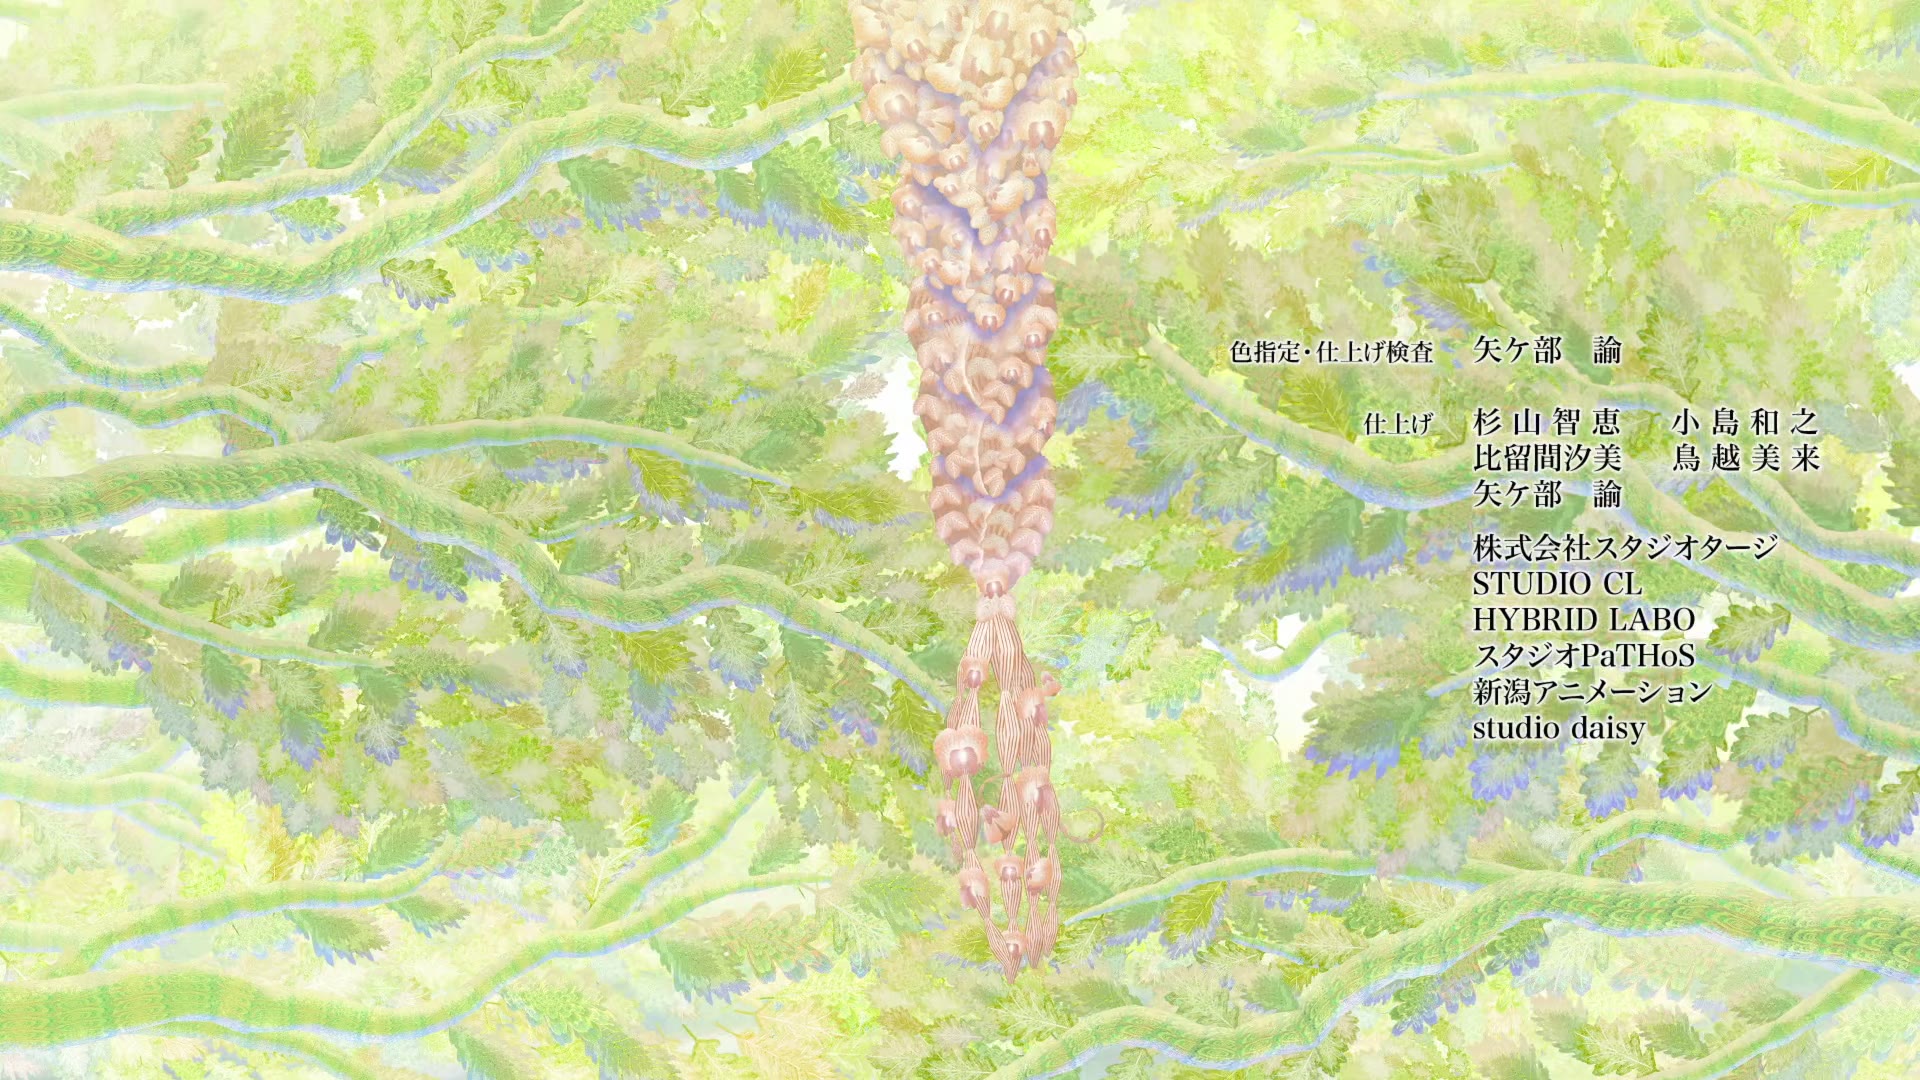 色指定・仕上げ検査 矢ケ部 諭
仕上げ 杉山智恵 小島和之
比留間汐美 鳥越美来
矢ケ部 諭
株式会社スタジオタージ
STUDIO CL
HYBRID LABO
スタジオPaTHoS
新潟アニメーション
studio daisy